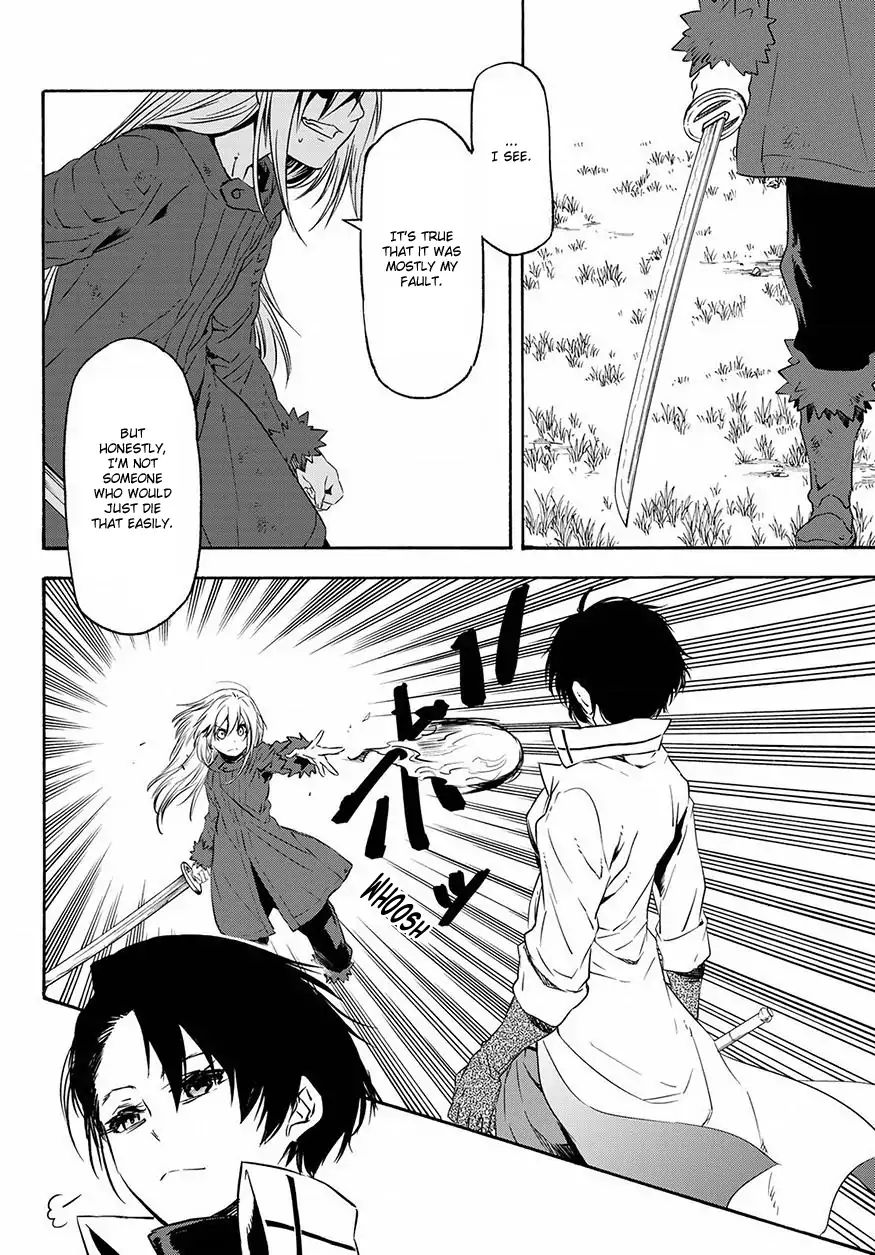 ...
I SEE.
IT'S TRUE
THAT IT WAS
MOSTLY MY
FAULT.
BUT
HONESTLY,
I'M NOT
SOMEONE
WHO WOULD
JUST DIE
THAT EASILY.
ボッ
WHOOSH